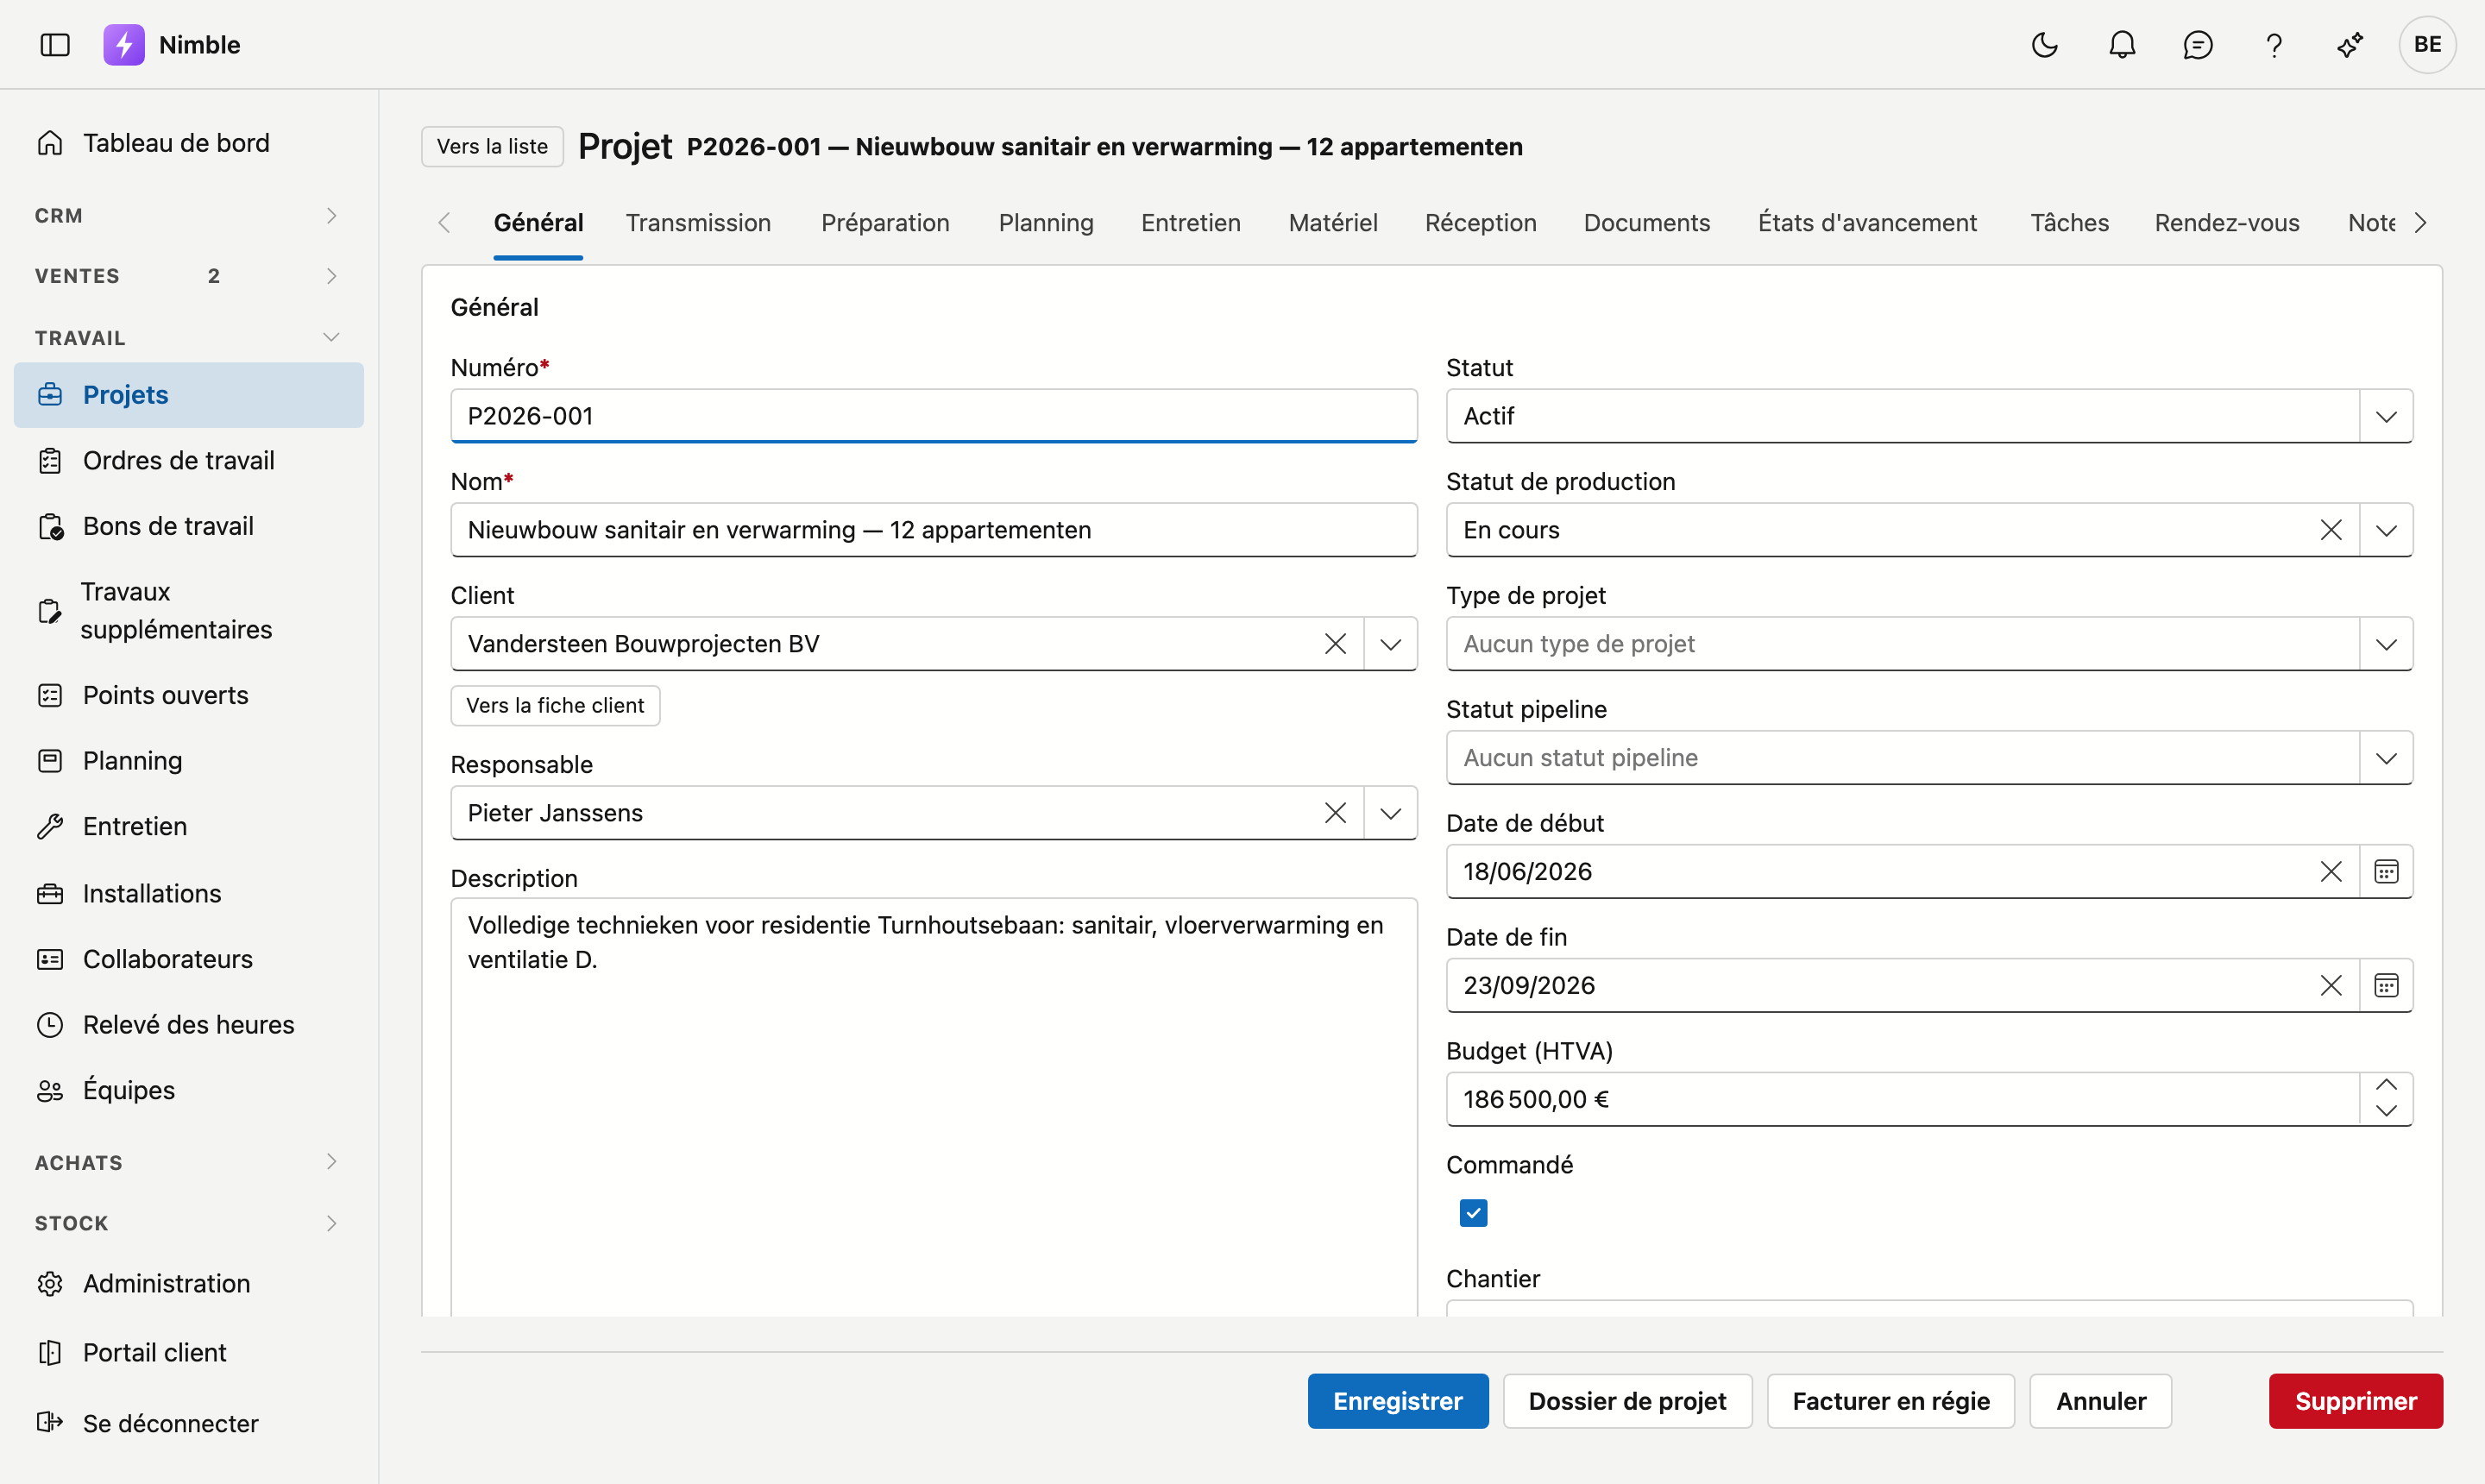 Nimble
BE
Tableau de bord
CRM
VENTES 2
TRAVAIL
Projets
Ordres de travail
Bons de travail
Travaux
supplémentaires
Points ouverts
Planning
Entretien
Installations
Collaborateurs
Relevé des heures
Équipes
ACHATS
STOCK
Administration
Portail client
Se déconnecter
Vers la liste
Projet P2026-001 — Nieuwbouw sanitair en verwarming — 12 appartementen
Général Transmission Préparation Planning Entretien Matériel Réception Documents États d'avancement Tâches Rendez-vous Note
Général
Numéro*
P2026-001
Nom*
Nieuwbouw sanitair en verwarming — 12 appartementen
Client
Vandersteen Bouwprojecten BV
Vers la fiche client
Responsable
Pieter Janssens
Description
Volledige technieken voor residentie Turnhoutsebaan: sanitair, vloerverwarming en
ventilatie D.
Statut
Actif
Statut de production
En cours
Type de projet
Aucun type de projet
Statut pipeline
Aucun statut pipeline
Date de début
18/06/2026
Date de fin
23/09/2026
Budget (HTVA)
186 500,00 €
Commandé
Chantier
Enregistrer
Dossier de projet
Facturer en régie
Annuler
Supprimer